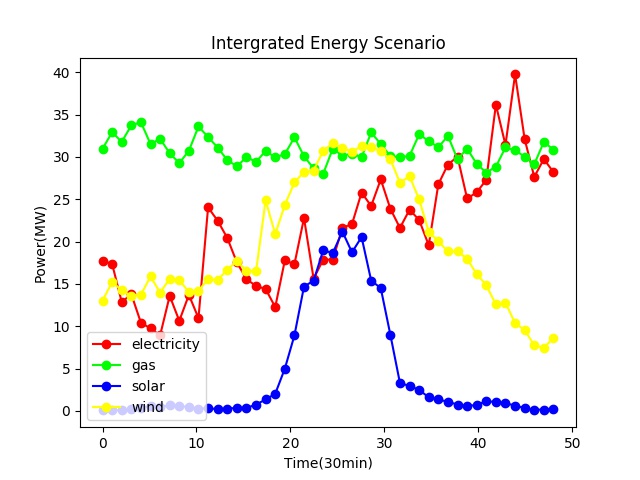 Intergrated Energy Scenario
Power(MW)
40
35
30
25
20
15
10
5
0
electricity
gas
solar
wind
0 10 20 30 40 50
Time(30min)